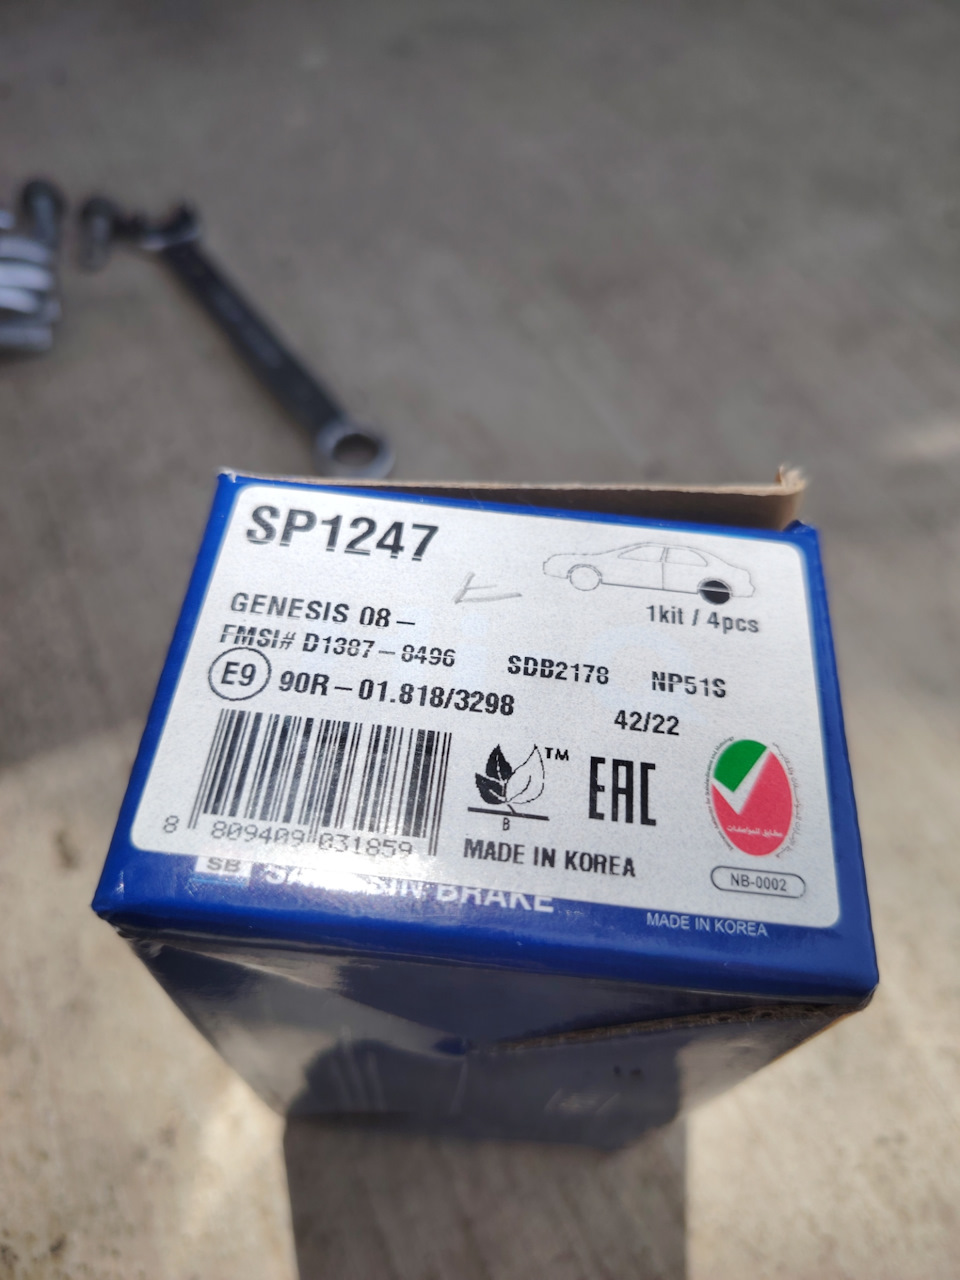 SP1247
1kit / 4pcs
GENESIS 08-
FMSI# D1387-8496 SDB2178 NP51S
E9 90R-01.818/3298 42/22
TM
B
EAC
8 809409 031859
MADE IN KOREA
NB-0002
SB BRAKE
MADE IN KOREA